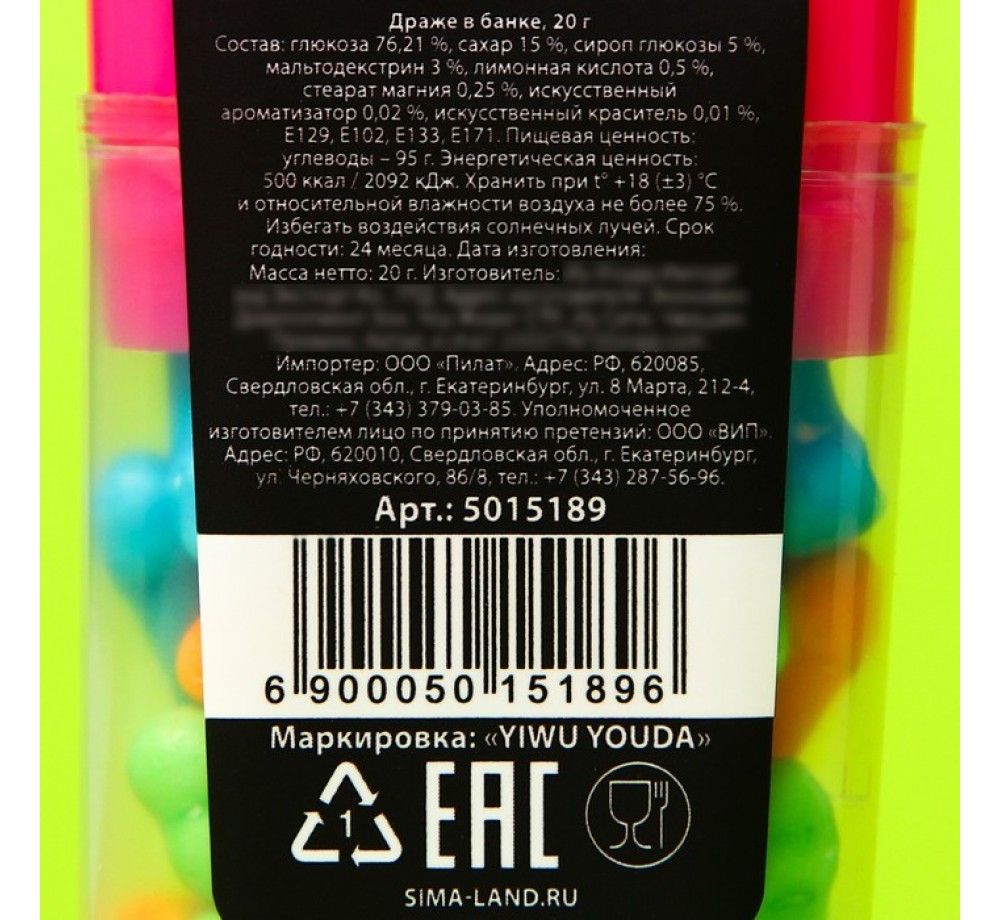 Драже в банке, 20 г
Состав: глюкоза 76,21 %, сахар 15 %, сироп глюкозы 5 %,
мальтодекстрин 3 %, лимонная кислота 0,5 %,
стеарат магния 0,25 %, искусственный
ароматизатор 0,02 %, искусственный краситель 0,01 %,
Е129, Е102, Е133, Е171. Пищевая ценность:
углеводы – 95 г. Энергетическая ценность:
500 ккал / 2092 кДж. Хранить при t° +18 (±3) °С
и относительной влажности воздуха не более 75 %.
Избегать воздействия солнечных лучей. Срок
годности: 24 месяца. Дата изготовления:
Масса нетто: 20 г. Изготовитель:
Импортер: ООО «Пилат». Адрес: РФ, 620085,
Свердловская обл., г. Екатеринбург, ул. 8 Марта, 212-4,
тел.: +7 (343) 379-03-85. Уполномоченное
изготовителем лицо по принятию претензий: ООО «ВИП».
Адрес: РФ, 620010, Свердловская обл., г. Екатеринбург,
ул. Черняховского, 86/8, тел.: +7 (343) 287-56-96.
Арт.: 5015189
6 900050 151896
Маркировка: «YIWU YOUDA»
1 EAC
SIMA-LAND.RU